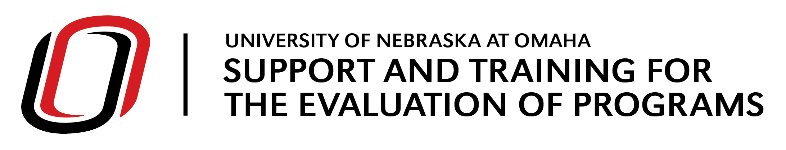 UNIVERSITY OF NEBRASKA AT OMAHA
SUPPORT AND TRAINING FOR
THE EVALUATION OF PROGRAMS